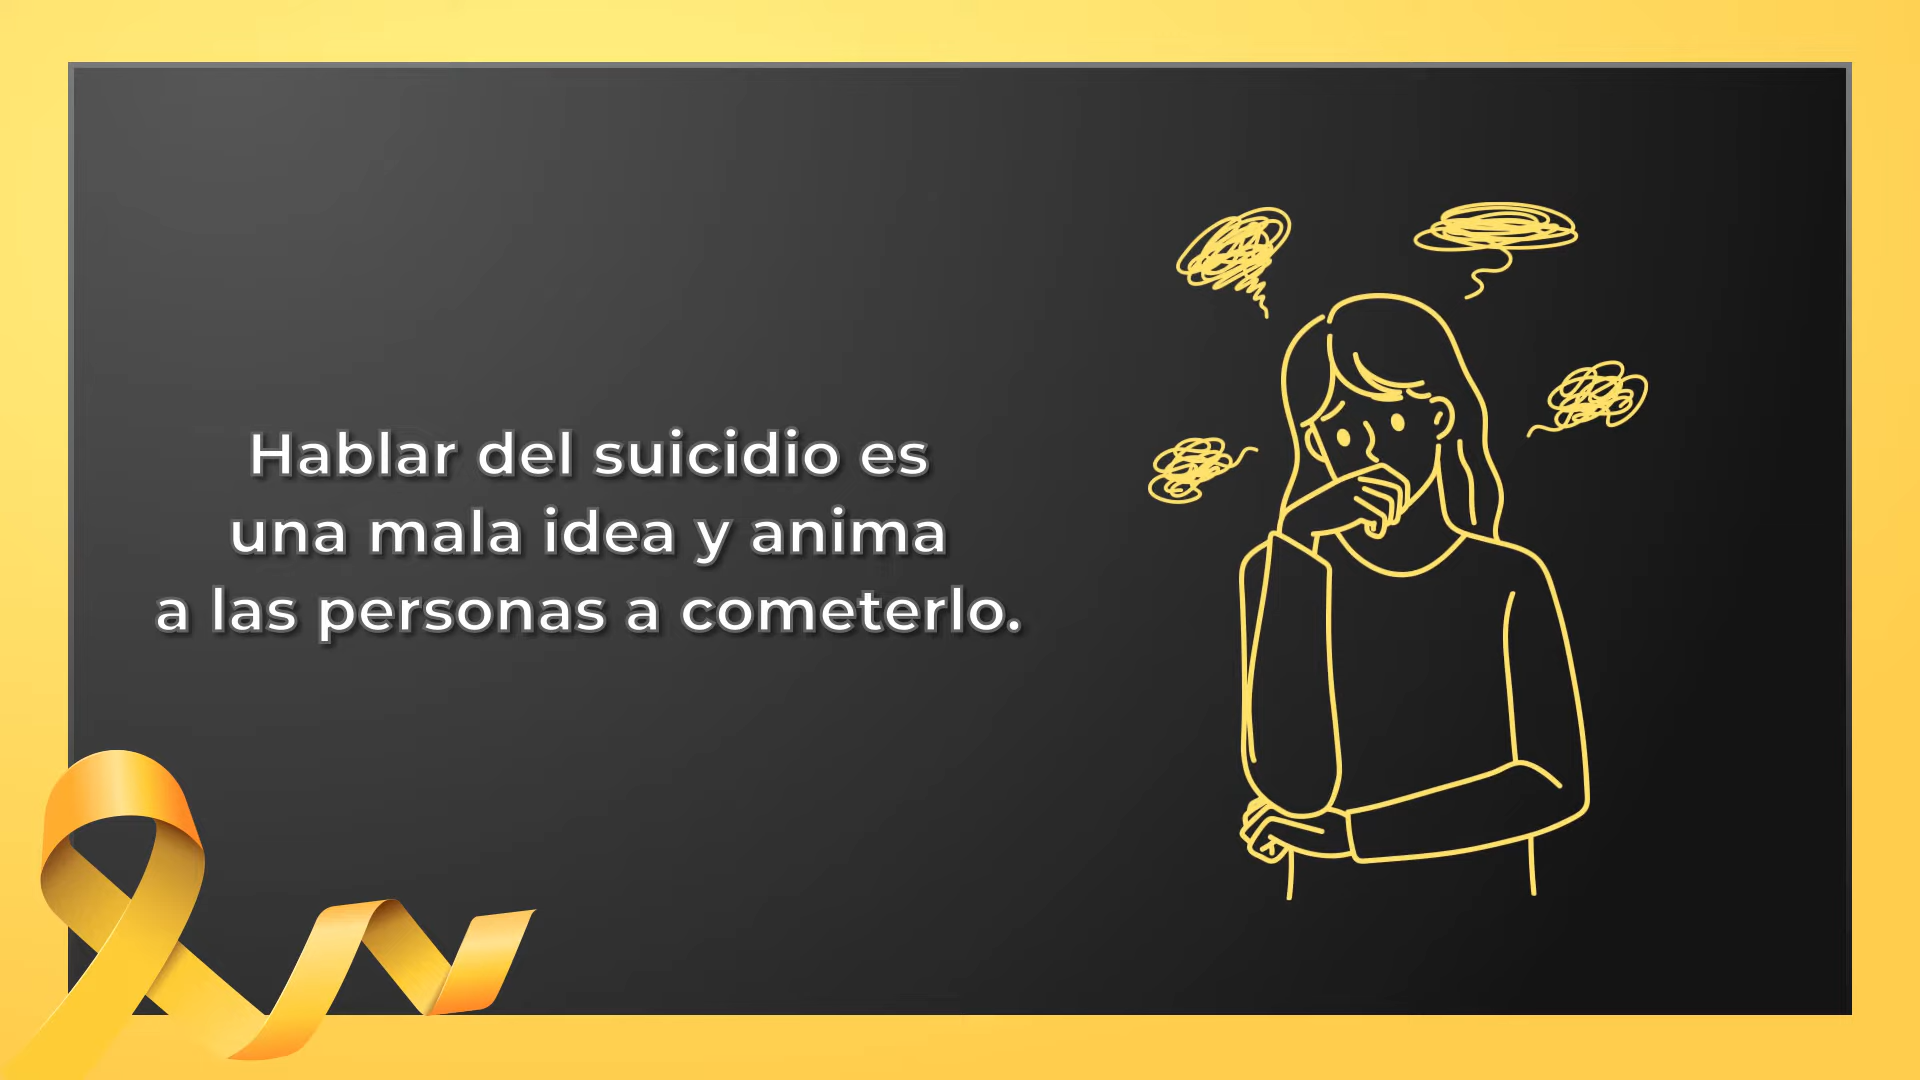 Hablar del suicidio es
una mala idea y anima
a las personas a cometerlo.